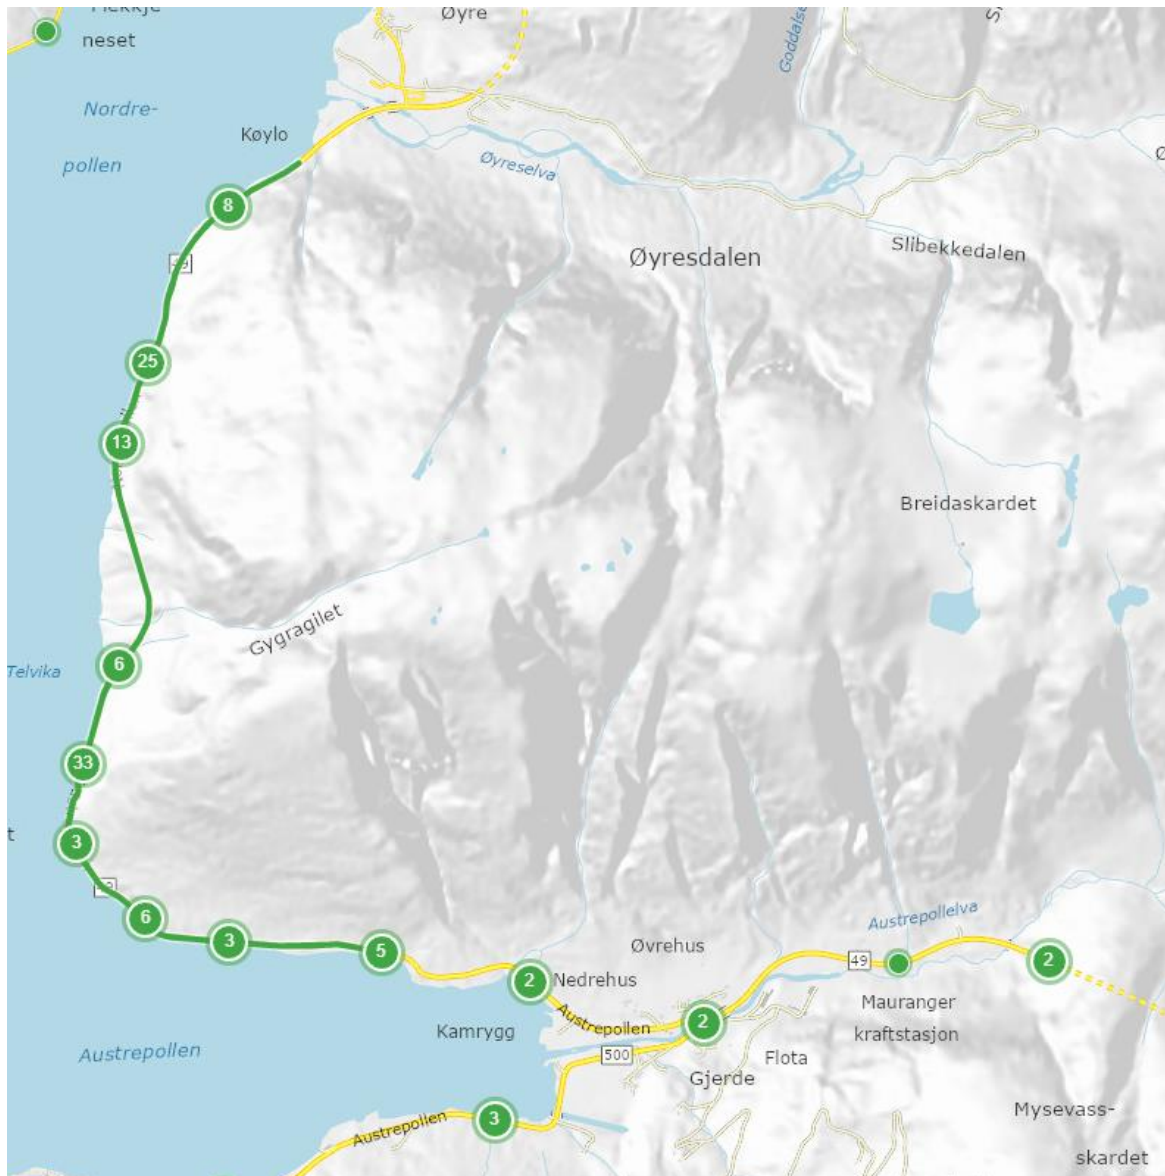 Øyre
neset
Goddalse
Nordre-
Køylo
pollen
Øyreselva
8
Slibekkedalen
Øyresdalen
25
13
Breidaskardet
Gygragilet
6
Telvika
33
3
t
6
Austrepollelva
3
Øvrehus
5
49
2
2
Nedrehus
Mauranger
Austrepollen
2
Kamrygg
kraftstasjon
Austrepollen
500
Flota
Gjerde
Mysevass-
3
Austrepollen
skardet